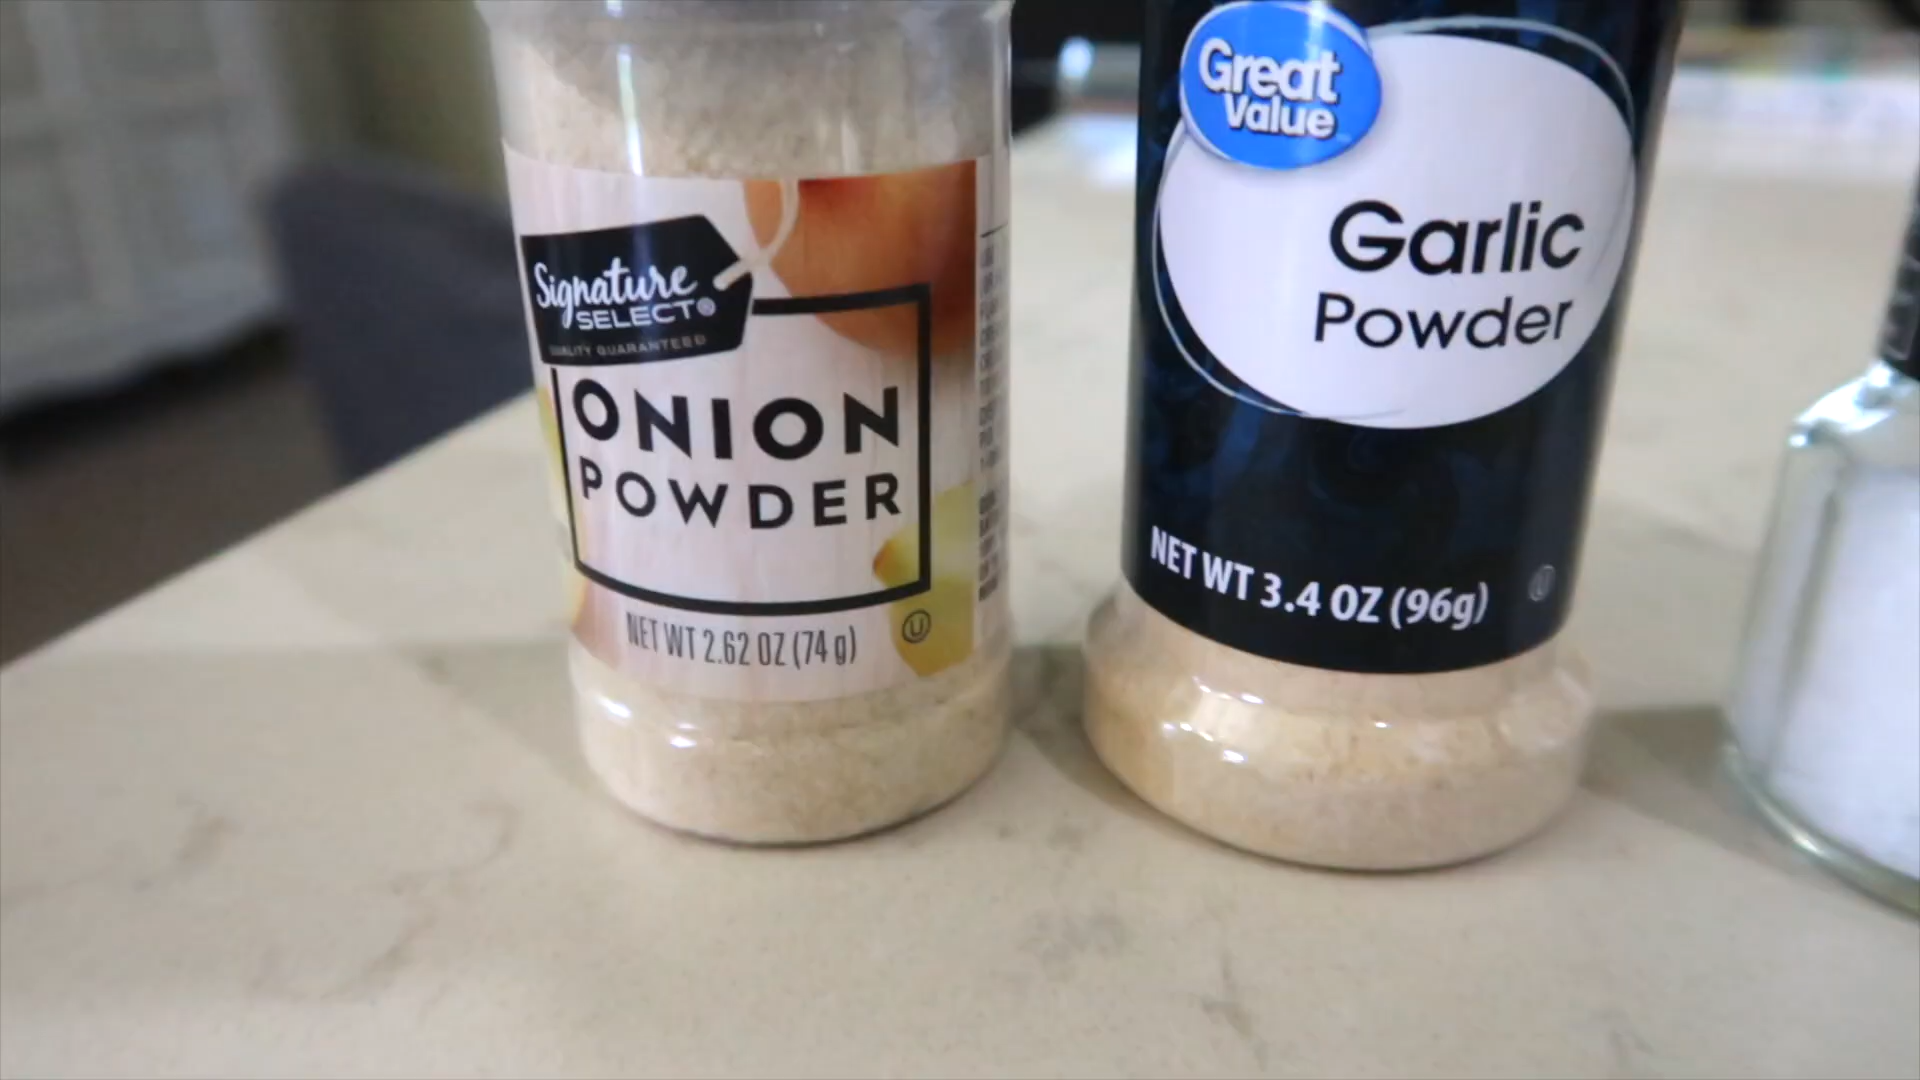 Signature
SELECT®
QUALITY GUARANTEED
ONION
POWDER
NET WT 2.62 OZ (74 g)
U
Great
Value
Garlic
Powder
NET WT 3.4 OZ (96g)
U